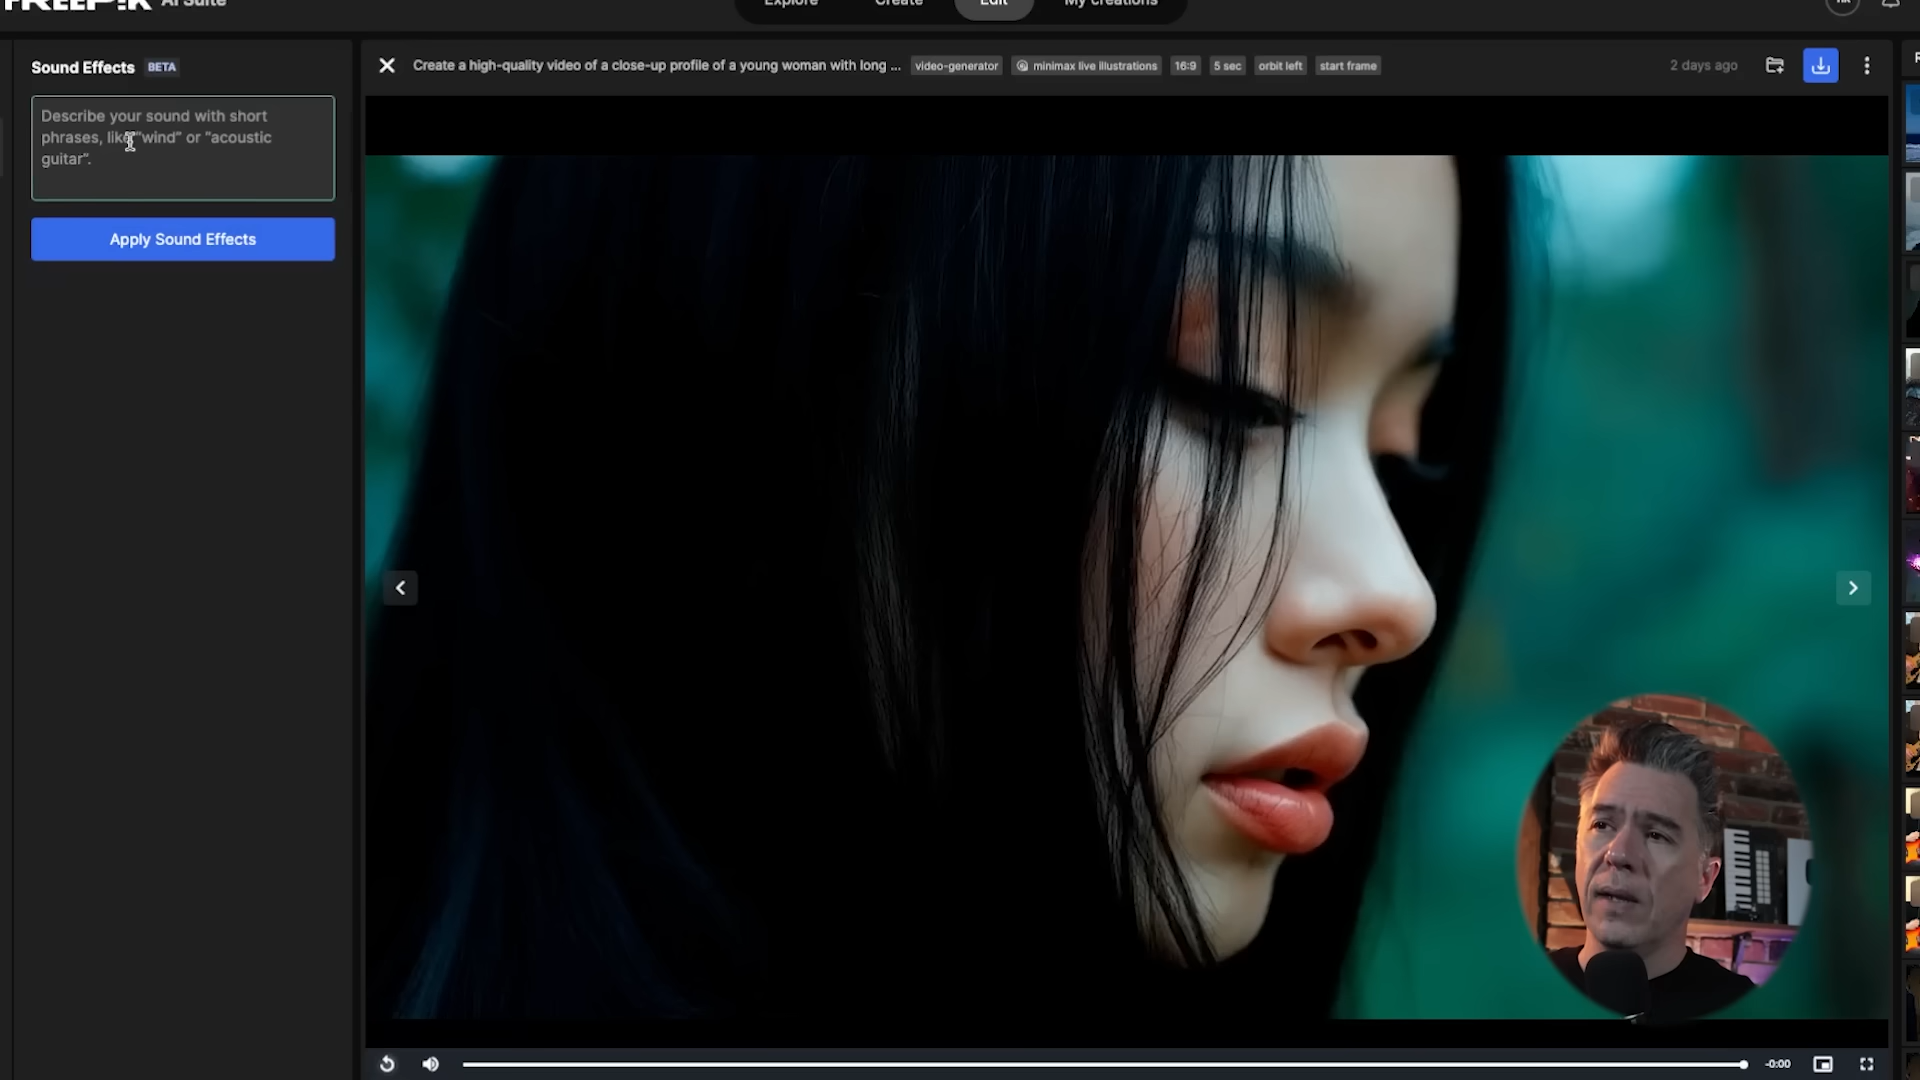 FREEPIK AI Suite
Explore
Create
Edit
My creations
Sound Effects BETA
Create a high-quality video of a close-up profile of a young woman with long ...
video-generator
minimax live illustrations
16:9
5 sec
orbit left
start frame
2 days ago
Describe your sound with short
phrases, like "wind" or "acoustic
guitar".
Apply Sound Effects
-0:00